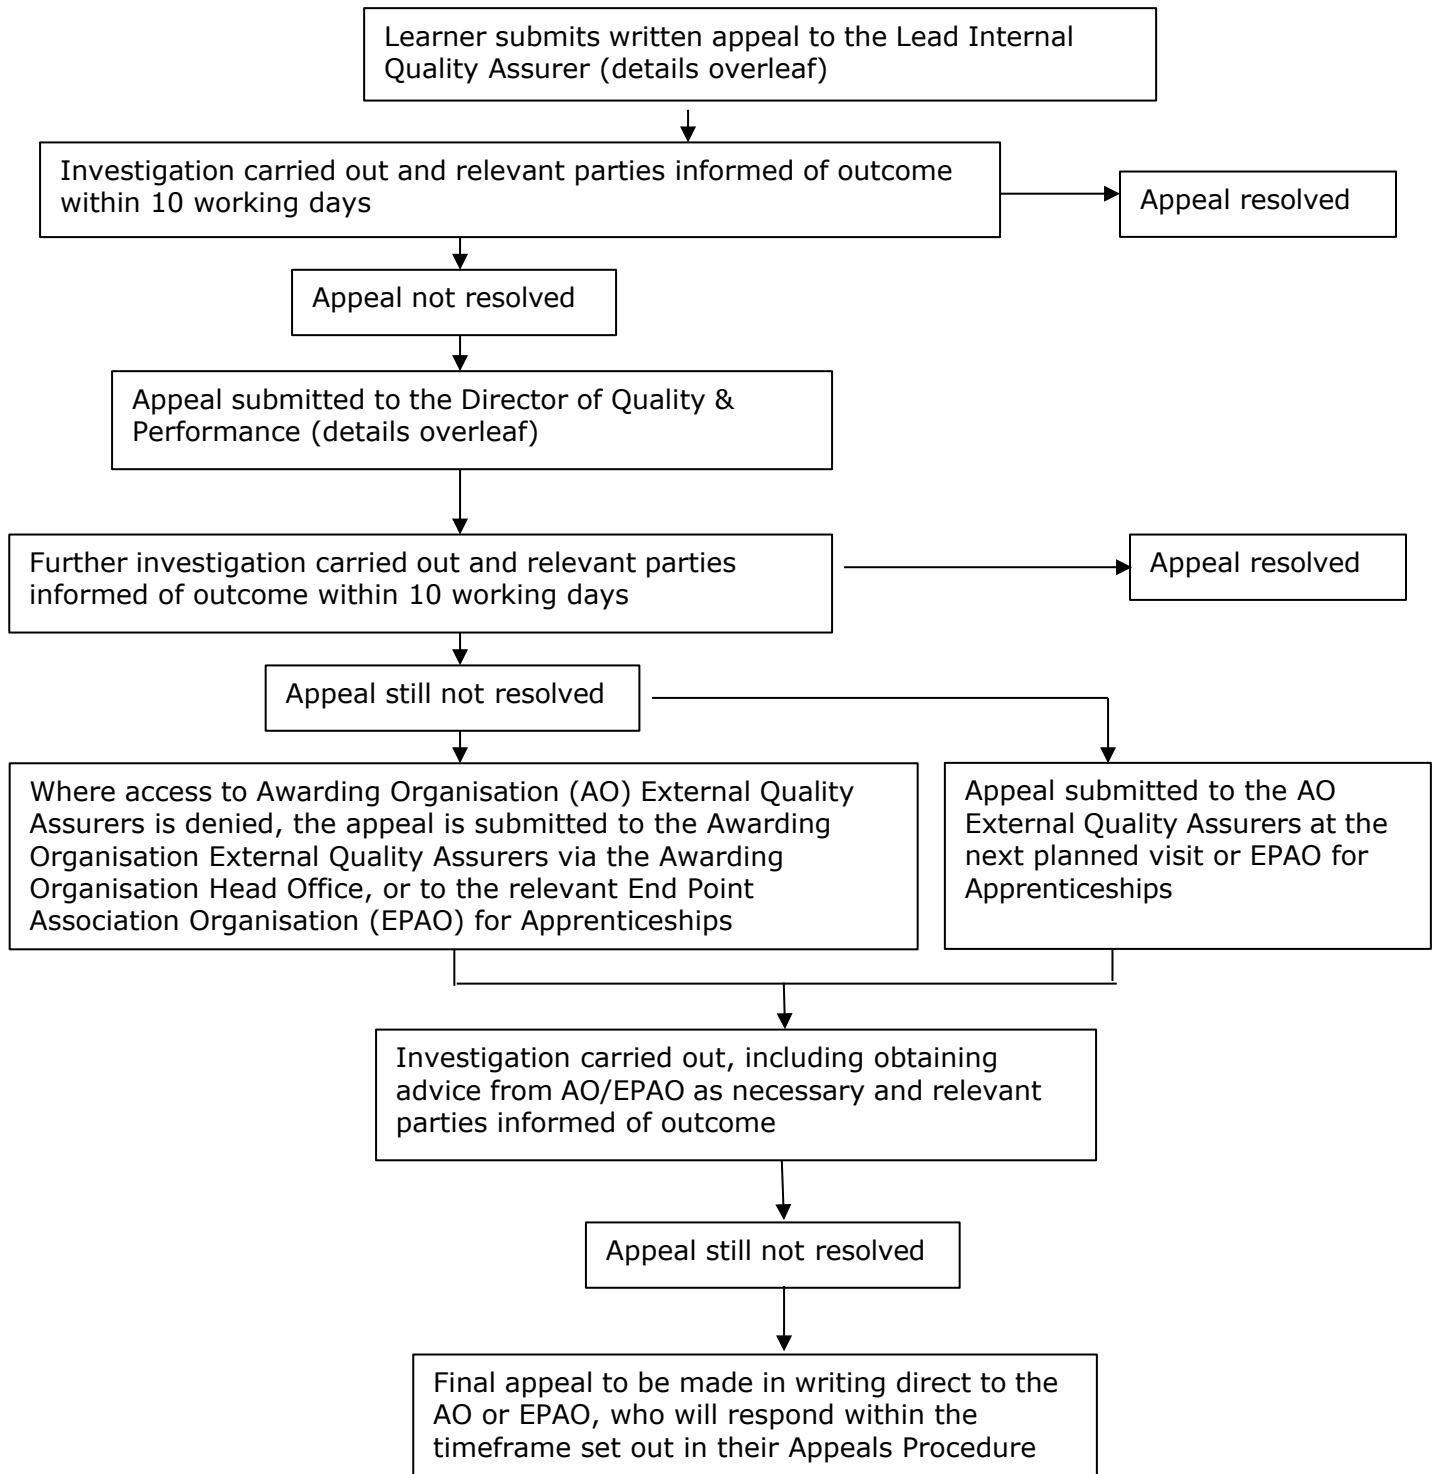 Learner submits written appeal to the Lead Internal
Quality Assurer (details overleaf)
Investigation carried out and relevant parties informed of outcome
within 10 working days
Appeal resolved
Appeal not resolved
Appeal submitted to the Director of Quality &
Performance (details overleaf)
Further investigation carried out and relevant parties
informed of outcome within 10 working days
Appeal resolved
Appeal still not resolved
Where access to Awarding Organisation (AO) External Quality
Assurers is denied, the appeal is submitted to the Awarding
Organisation External Quality Assurers via the Awarding
Organisation Head Office, or to the relevant End Point
Association Organisation (EPAO) for Apprenticeships
Appeal submitted to the AO
External Quality Assurers at the
next planned visit or EPAO for
Apprenticeships
Investigation carried out, including obtaining
advice from AO/EPAO as necessary and relevant
parties informed of outcome
Appeal still not resolved
Final appeal to be made in writing direct to the
AO or EPAO, who will respond within the
timeframe set out in their Appeals Procedure